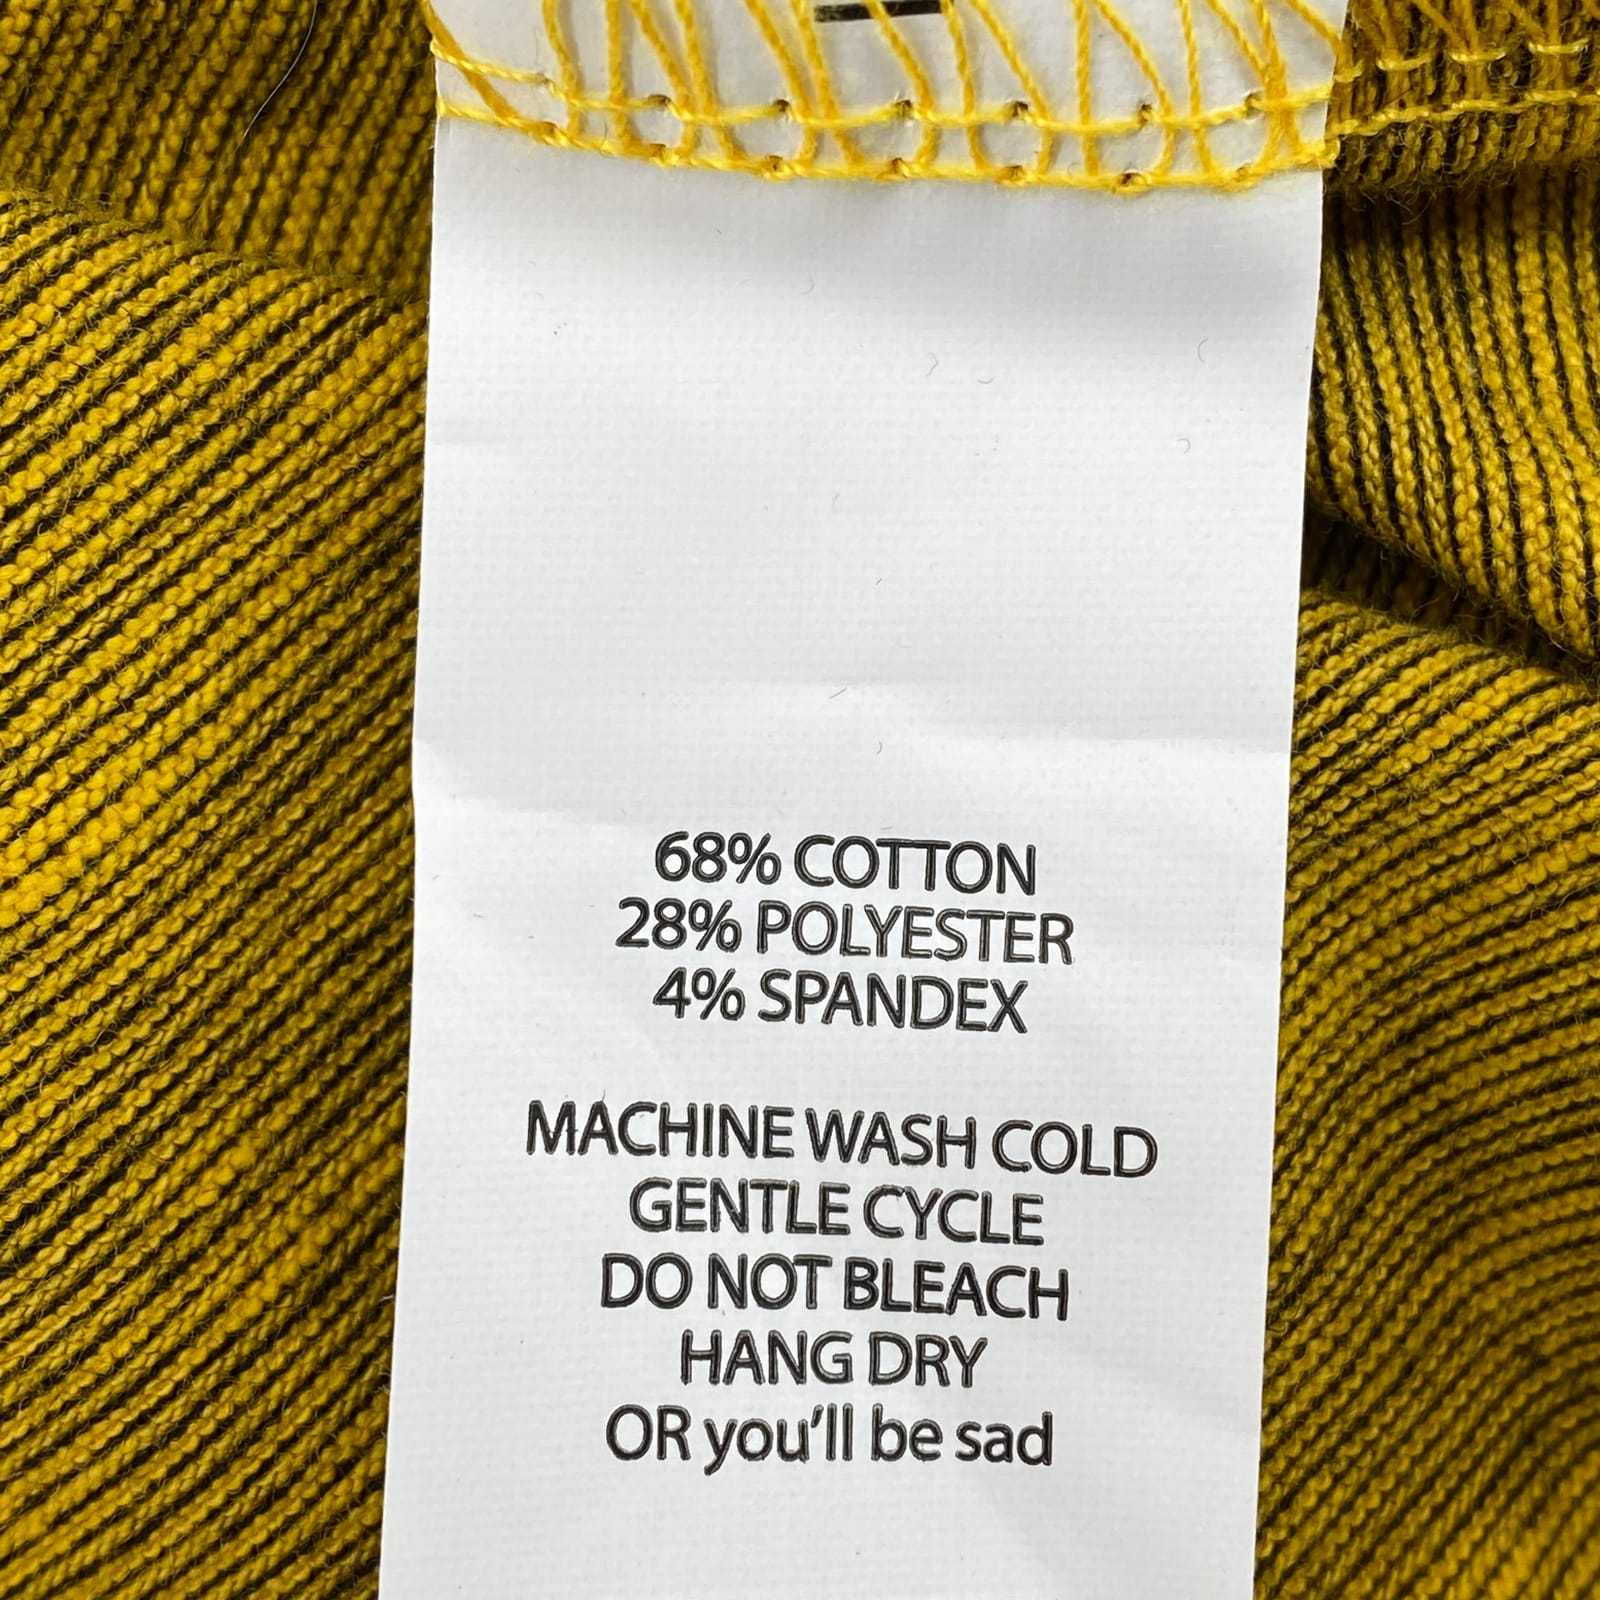 68% COTTON
28% POLYESTER
4% SPANDEX
MACHINE WASH COLD
GENTLE CYCLE
DO NOT BLEACH
HANG DRY
OR you'll be sad